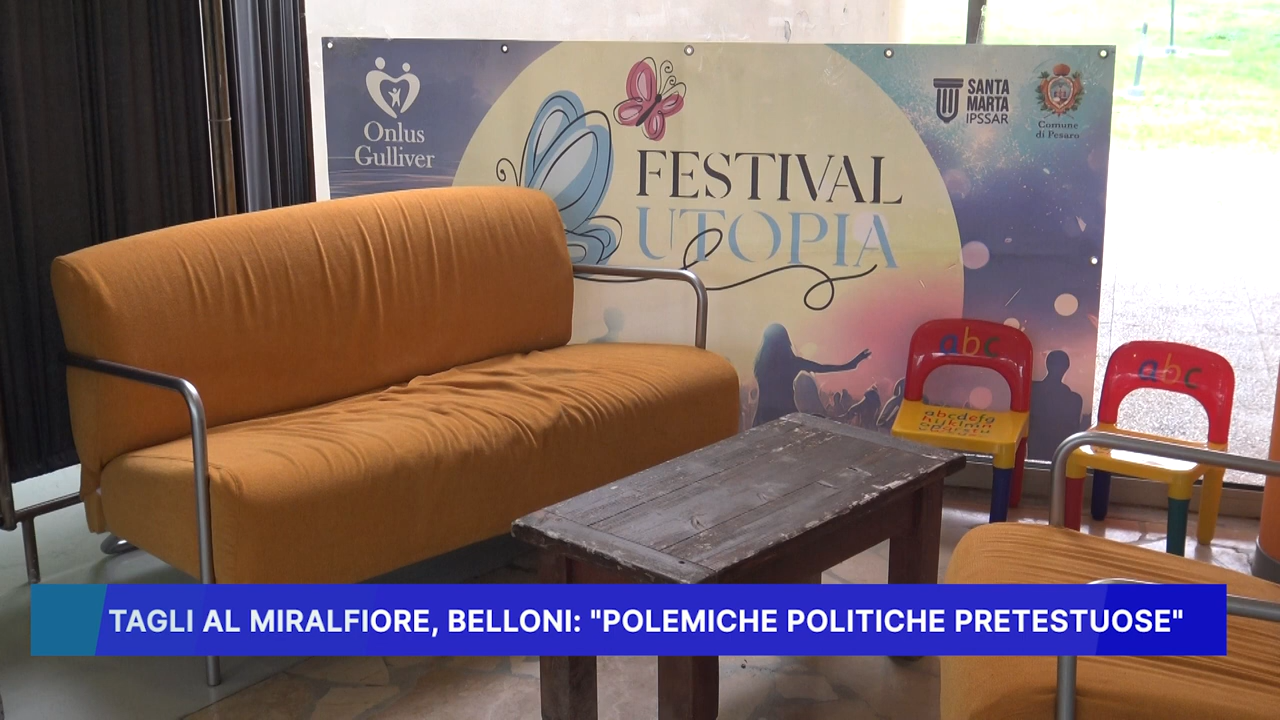 Onlus
Gulliver
SANTA
MARTA
IPSSAR
Comune
di Pesaro
FESTIVAL
UTOPIA
abc
abc
abcdefg
TAGLI AL MIRALFIORE, BELLONI: "POLEMICHE POLITICHE PRETESTUOSE"